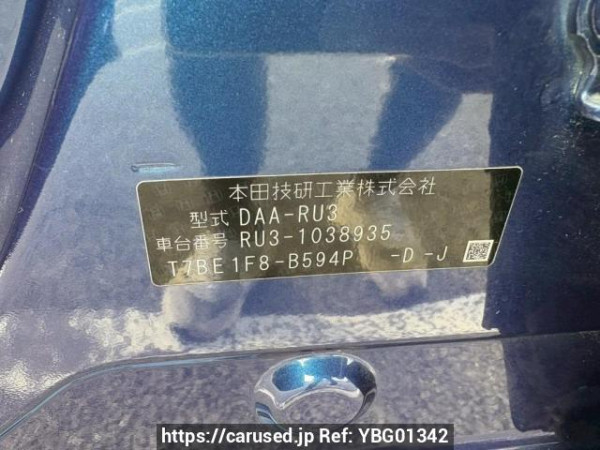 本田技研工業株式会社
型式 DAA-RU3
車台番号 RU3-1038935
T7BE1F8-B594P -D-J
https://carused.jp Ref: YBG01342